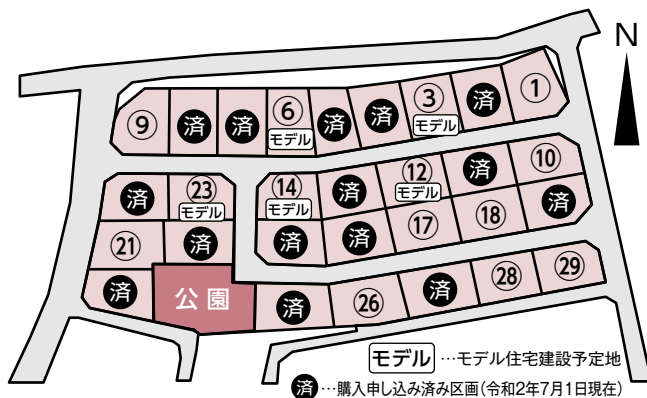 N
⑨ 済 済 ⑥ 済 済 ③ 済 ①
モデル モデル
済 ㉓ ⑭ 済 ⑫ 済 ⑩
モデル モデル モデル
㉑ 済 済 済 ⑰ ⑱ 済
済 公園 済 ㉖ 済 ㉘ ㉙
モデル …モデル住宅建設予定地
済 …購入申し込み済み区画(令和2年7月1日現在)